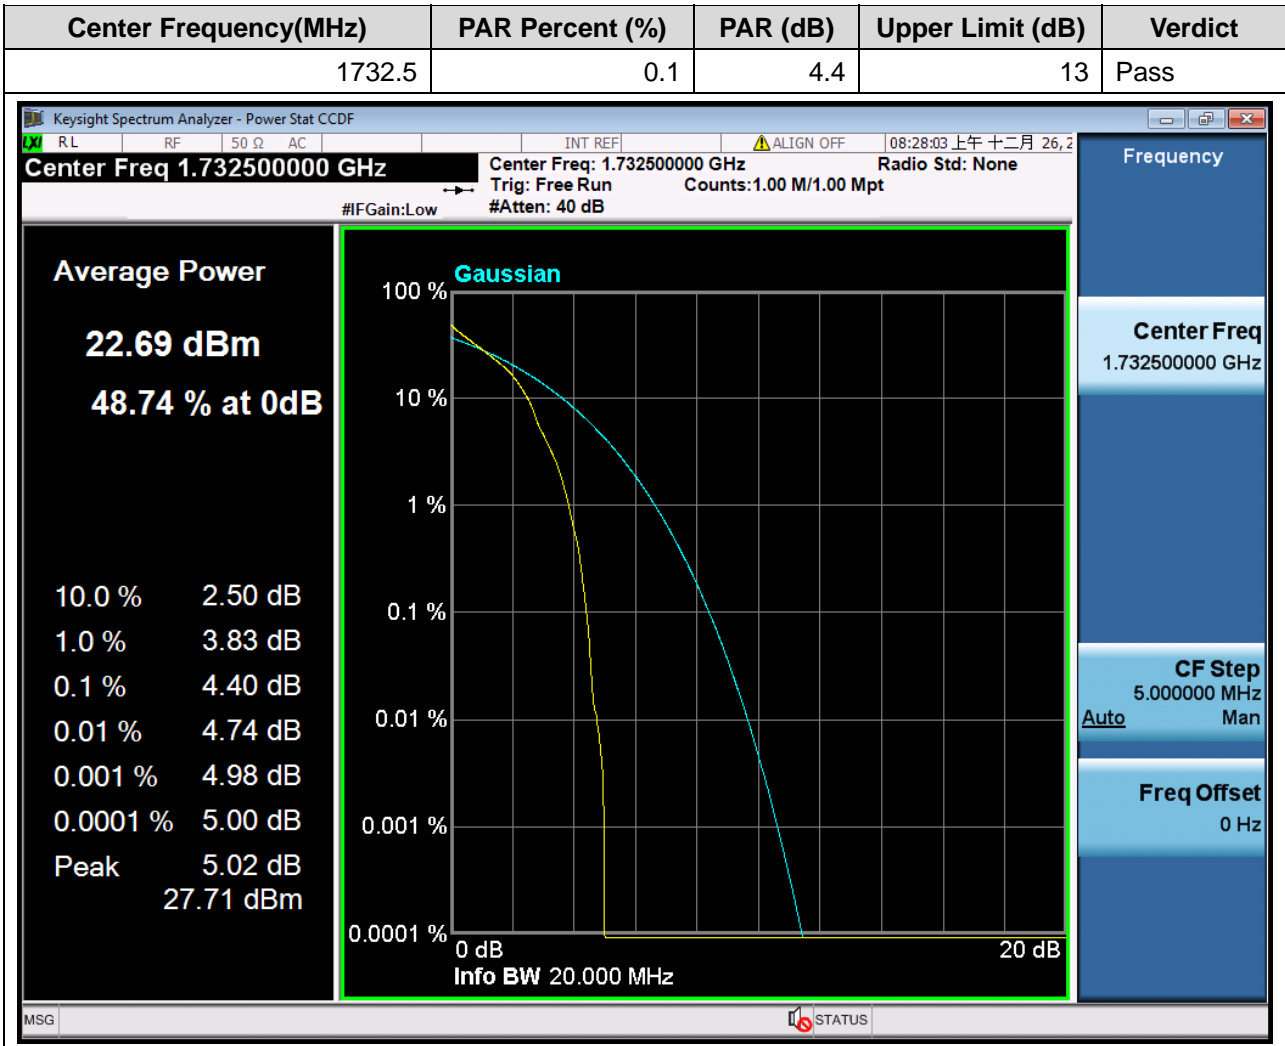 Center Frequency(MHz) PAR Percent (%) PAR (dB) Upper Limit (dB) Verdict
1732.5 0.1 4.4 13 Pass
Keysight Spectrum Analyzer - Power Stat CCDF
LXI RL RF 50 Ω AC INT REF ALIGN OFF 08:28:03 上午 十二月 26, 2
Center Freq 1.732500000 GHz
Center Freq: 1.732500000 GHz Radio Std: None
Trig: Free Run Counts:1.00 M/1.00 Mpt
#IFGain:Low #Atten: 40 dB
Frequency
Average Power
22.69 dBm
48.74 % at 0dB
10.0 % 2.50 dB
1.0 % 3.83 dB
0.1 % 4.40 dB
0.01 % 4.74 dB
0.001 % 4.98 dB
0.0001 % 5.00 dB
Peak 5.02 dB
27.71 dBm
Gaussian
100 %
10 %
1 %
0.1 %
0.01 %
0.001 %
0.0001 %
0 dB 20 dB
Info BW 20.000 MHz
Center Freq
1.732500000 GHz
CF Step
5.000000 MHz
Auto Man
Freq Offset
0 Hz
MSG STATUS